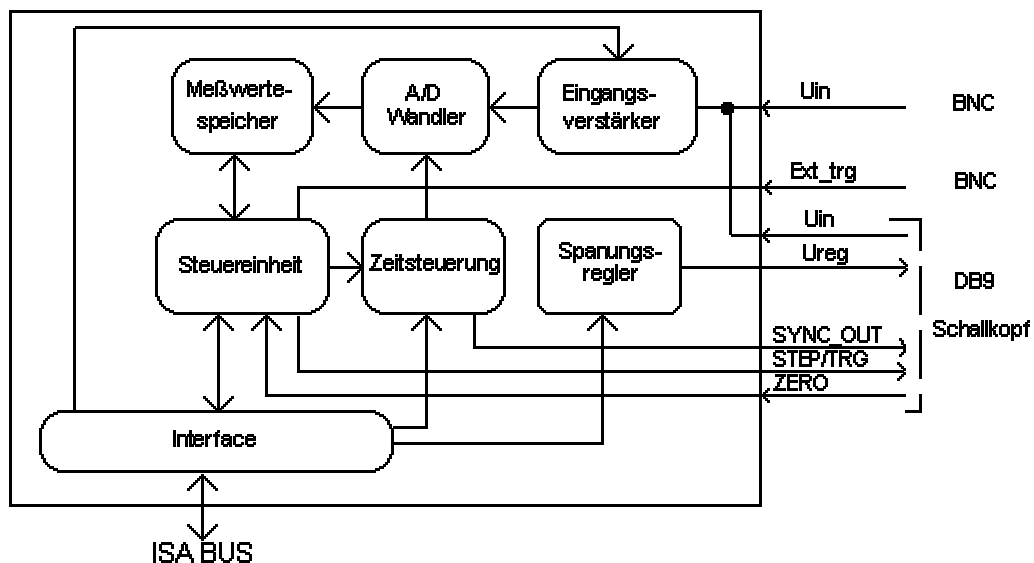 Meßwerte-
speicher
A/D
Wandler
Eingangs-
verstärker
Uin
BNC
Ext_trg
BNC
Uin
Steuereinheit
Zeitsteuerung
Spanungs-
regler
Ureg
DB9
Schallkopf
SYNC_OUT
STEP/TRG
ZERO
Interface
ISA BUS